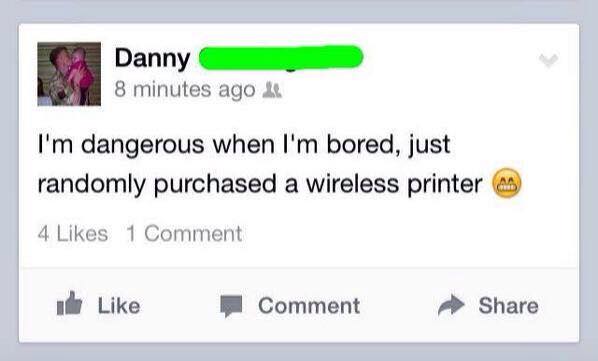 Danny
8 minutes ago
I'm dangerous when I'm bored, just
randomly purchased a wireless printer 😁
4 Likes 1 Comment
Like Comment Share